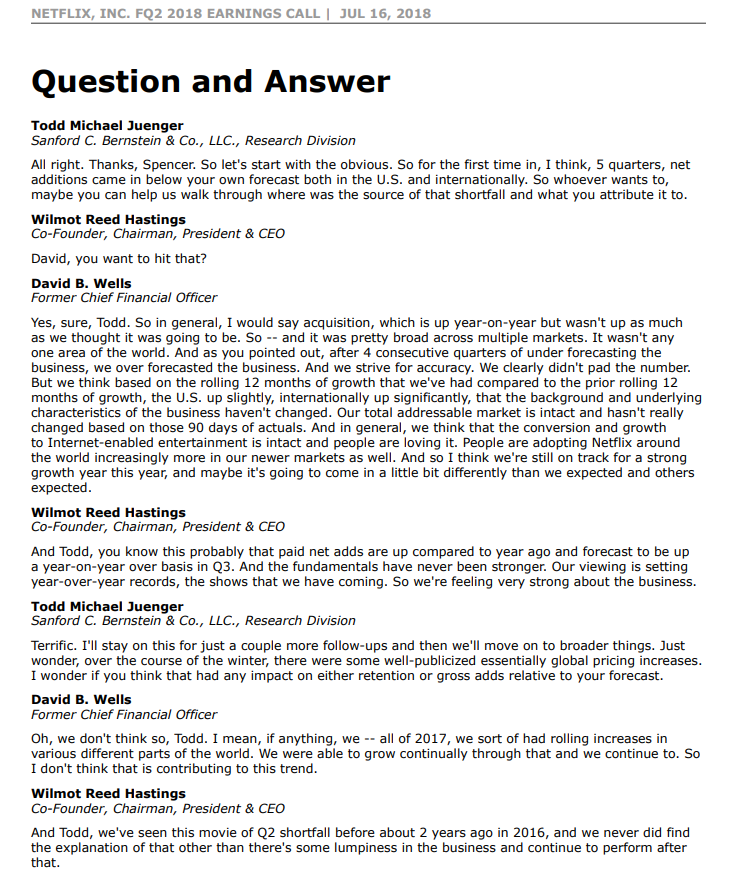 NETFLIX, INC. FQ2 2018 EARNINGS CALL | JUL 16, 2018
Question and Answer
Todd Michael Juenger
Sanford C. Bernstein & Co., LLC., Research Division
All right. Thanks, Spencer. So let's start with the obvious. So for the first time in, I think, 5 quarters, net
additions came in below your own forecast both in the U.S. and internationally. So whoever wants to,
maybe you can help us walk through where was the source of that shortfall and what you attribute it to.
Wilmot Reed Hastings
Co-Founder, Chairman, President & CEO
David, you want to hit that?
David B. Wells
Former Chief Financial Officer
Yes, sure, Todd. So in general, I would say acquisition, which is up year-on-year but wasn't up as much
as we thought it was going to be. So -- and it was pretty broad across multiple markets. It wasn't any
one area of the world. And as you pointed out, after 4 consecutive quarters of under forecasting the
business, we over forecasted the business. And we strive for accuracy. We clearly didn't pad the number.
But we think based on the rolling 12 months of growth that we've had compared to the prior rolling 12
months of growth, the U.S. up slightly, internationally up significantly, that the background and underlying
characteristics of the business haven't changed. Our total addressable market is intact and hasn't really
changed based on those 90 days of actuals. And in general, we think that the conversion and growth
to Internet-enabled entertainment is intact and people are loving it. People are adopting Netflix around
the world increasingly more in our newer markets as well. And so I think we're still on track for a strong
growth year this year, and maybe it's going to come in a little bit differently than we expected and others
expected.
Wilmot Reed Hastings
Co-Founder, Chairman, President & CEO
And Todd, you know this probably that paid net adds are up compared to year ago and forecast to be up
a year-on-year over basis in Q3. And the fundamentals have never been stronger. Our viewing is setting
year-over-year records, the shows that we have coming. So we're feeling very strong about the business.
Todd Michael Juenger
Sanford C. Bernstein & Co., LLC., Research Division
Terrific. I'll stay on this for just a couple more follow-ups and then we'll move on to broader things. Just
wonder, over the course of the winter, there were some well-publicized essentially global pricing increases.
I wonder if you think that had any impact on either retention or gross adds relative to your forecast.
David B. Wells
Former Chief Financial Officer
Oh, we don't think so, Todd. I mean, if anything, we -- all of 2017, we sort of had rolling increases in
various different parts of the world. We were able to grow continually through that and we continue to. So
I don't think that is contributing to this trend.
Wilmot Reed Hastings
Co-Founder, Chairman, President & CEO
And Todd, we've seen this movie of Q2 shortfall before about 2 years ago in 2016, and we never did find
the explanation of that other than there's some lumpiness in the business and continue to perform after
that.